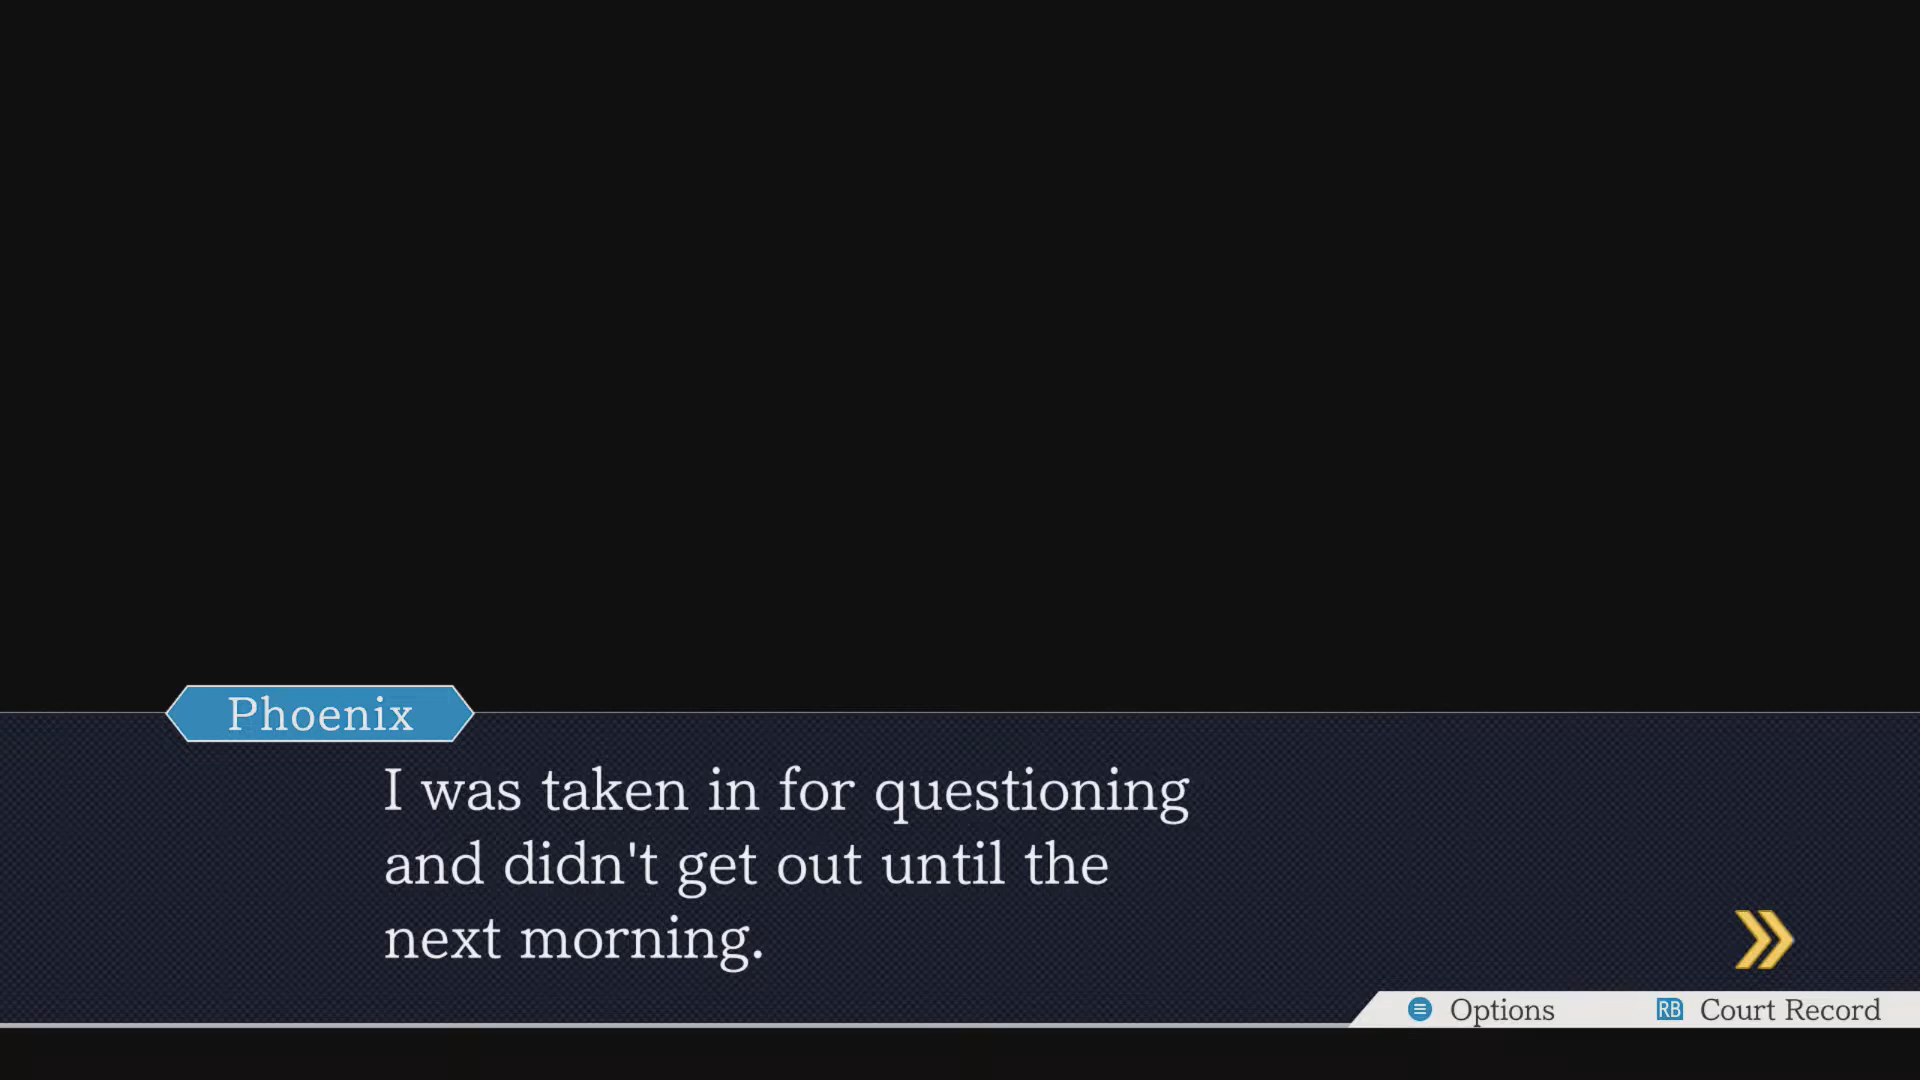 Phoenix
I was taken in for questioning
and didn't get out until the
next morning.
Options
RB Court Record